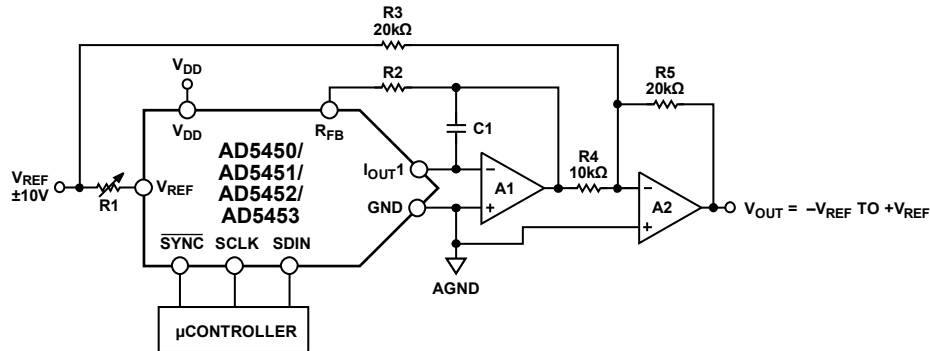 R3
20kΩ
R5
20kΩ
VDD
R2
VDD
RFB
C1
AD5450/
AD5451/
AD5452/
AD5453
R4
10kΩ
VREF
±10V
R1
VREF
IOUT1
GND
A1
A2
VOUT = –VREF TO +VREF
SYNC SCLK SDIN
AGND
µCONTROLLER